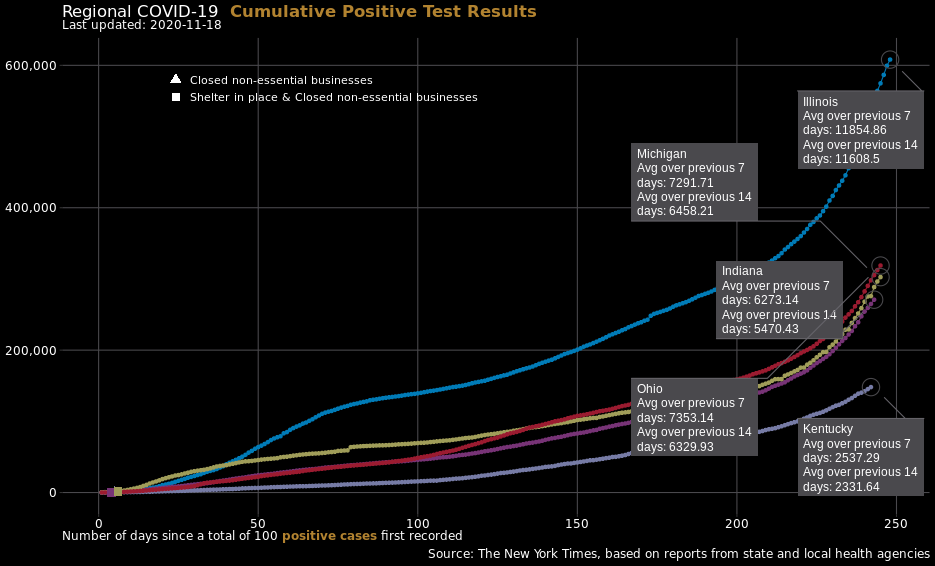 Regional COVID-19 Cumulative Positive Test Results
Last updated: 2020-11-18
600,000
400,000
200,000
0
Closed non-essential businesses
Shelter in place & Closed non-essential businesses
Illinois
Avg over previous 7
days: 11854.86
Avg over previous 14
days: 11608.5
Michigan
Avg over previous 7
days: 7291.71
Avg over previous 14
days: 6458.21
Indiana
Avg over previous 7
days: 6273.14
Avg over previous 14
days: 5470.43
Ohio
Avg over previous 7
days: 7353.14
Avg over previous 14
days: 6329.93
Kentucky
Avg over previous 7
days: 2537.29
Avg over previous 14
days: 2331.64
0 50 100 150 200 250
Number of days since a total of 100 positive cases first recorded
Source: The New York Times, based on reports from state and local health agencies